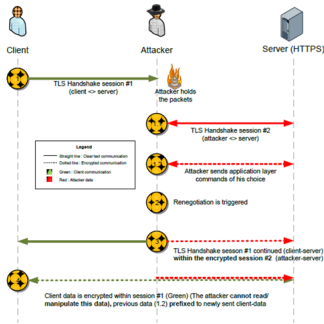 Client
Attacker
Server (HTTPS)
TLS Handshake session #1
(client <> server)
Attacker holds
the packets
TLS Handshake session #2
(attacker <> server)
Legend
Straight line : Clear text communication
Dotted line : Encrypted communication
Green : Client communication
Red : Attacker data
Attacker sends application layer
commands of his choice
Renegotiation is triggered
TLS Handshake session #1 continued (client-server)
within the encrypted session #2 (attacker-server)
Client data is encrypted within session #1 (Green) (The attacker cannot read/
manipulate this data), previous data (1.2) prefixed to newly sent client-data